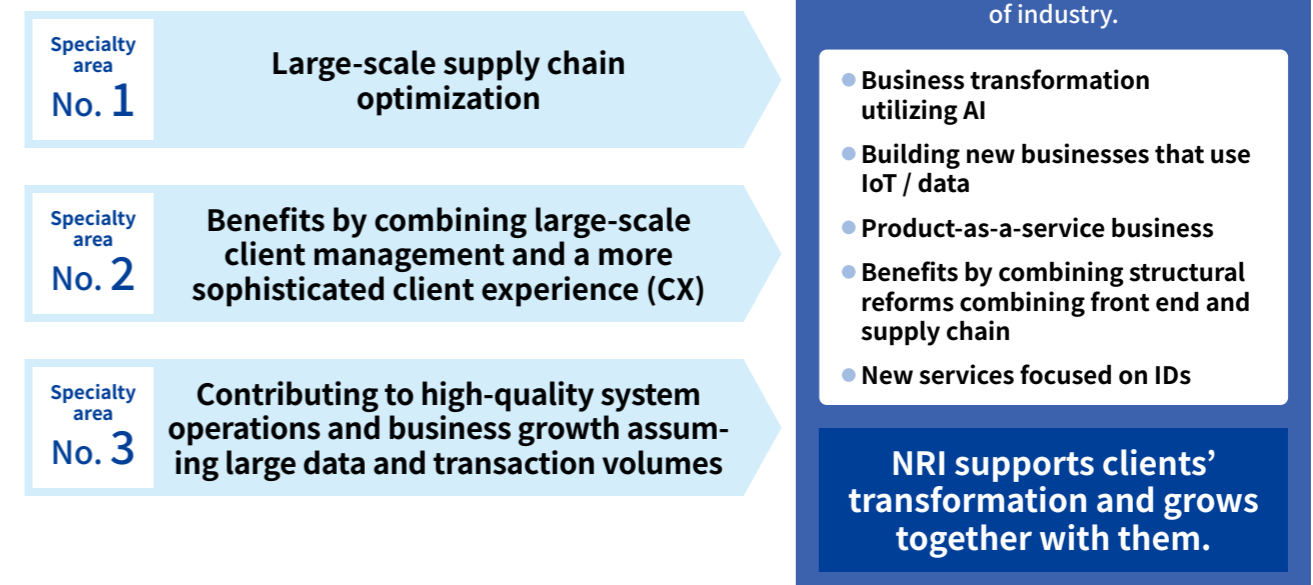 Specialty
area
No. 1
Large-scale supply chain
optimization
Specialty
area
No. 2
Benefits by combining large-scale
client management and a more
sophisticated client experience (CX)
Specialty
area
No. 3
Contributing to high-quality system
operations and business growth assum-
ing large data and transaction volumes
of industry.
Business transformation
utilizing AI
Building new businesses that use
IoT / data
Product-as-a-service business
Benefits by combining structural
reforms combining front end and
supply chain
New services focused on IDs
NRI supports clients’
transformation and grows
together with them.